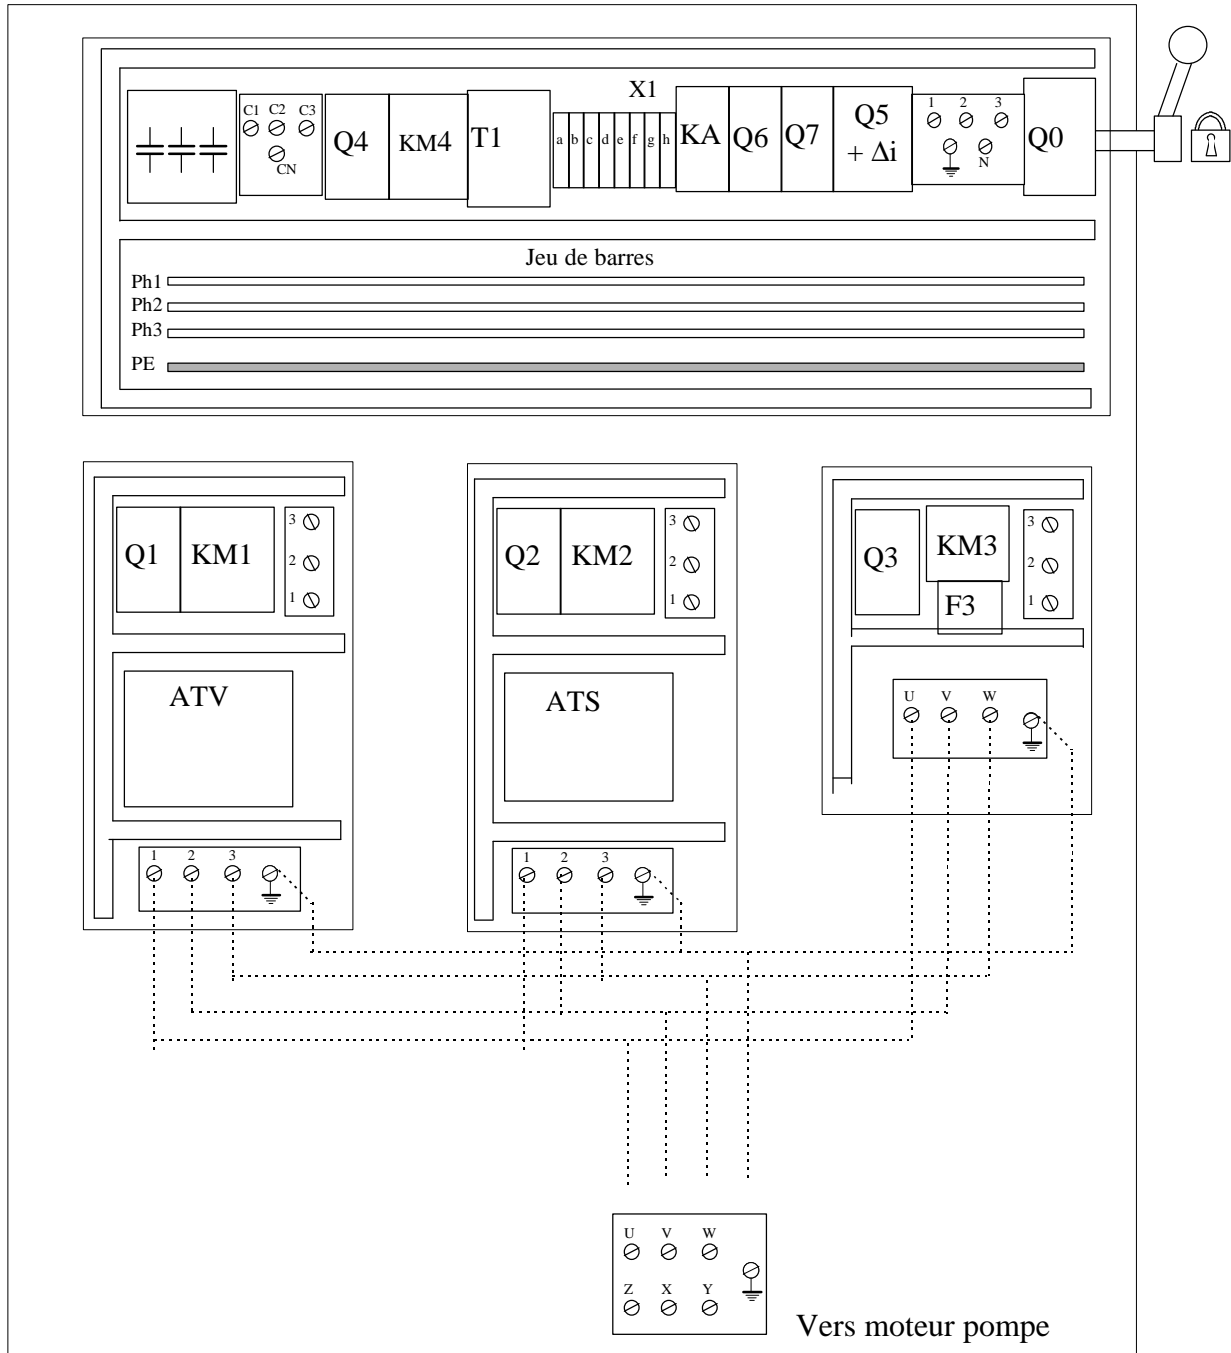 X1
C1 C2 C3
CN
Q4
KM4
T1
a b c d e f g h
KA
Q6
Q7
Q5
+ Δi
1 2 3
N
Q0
Jeu de barres
Ph1
Ph2
Ph3
PE
Q1
KM1
3
2
1
ATV
1 2 3
Q2
KM2
3
2
1
ATS
1 2 3
Q3
KM3
F3
3
2
1
U V W
U V W
Z X Y
Vers moteur pompe